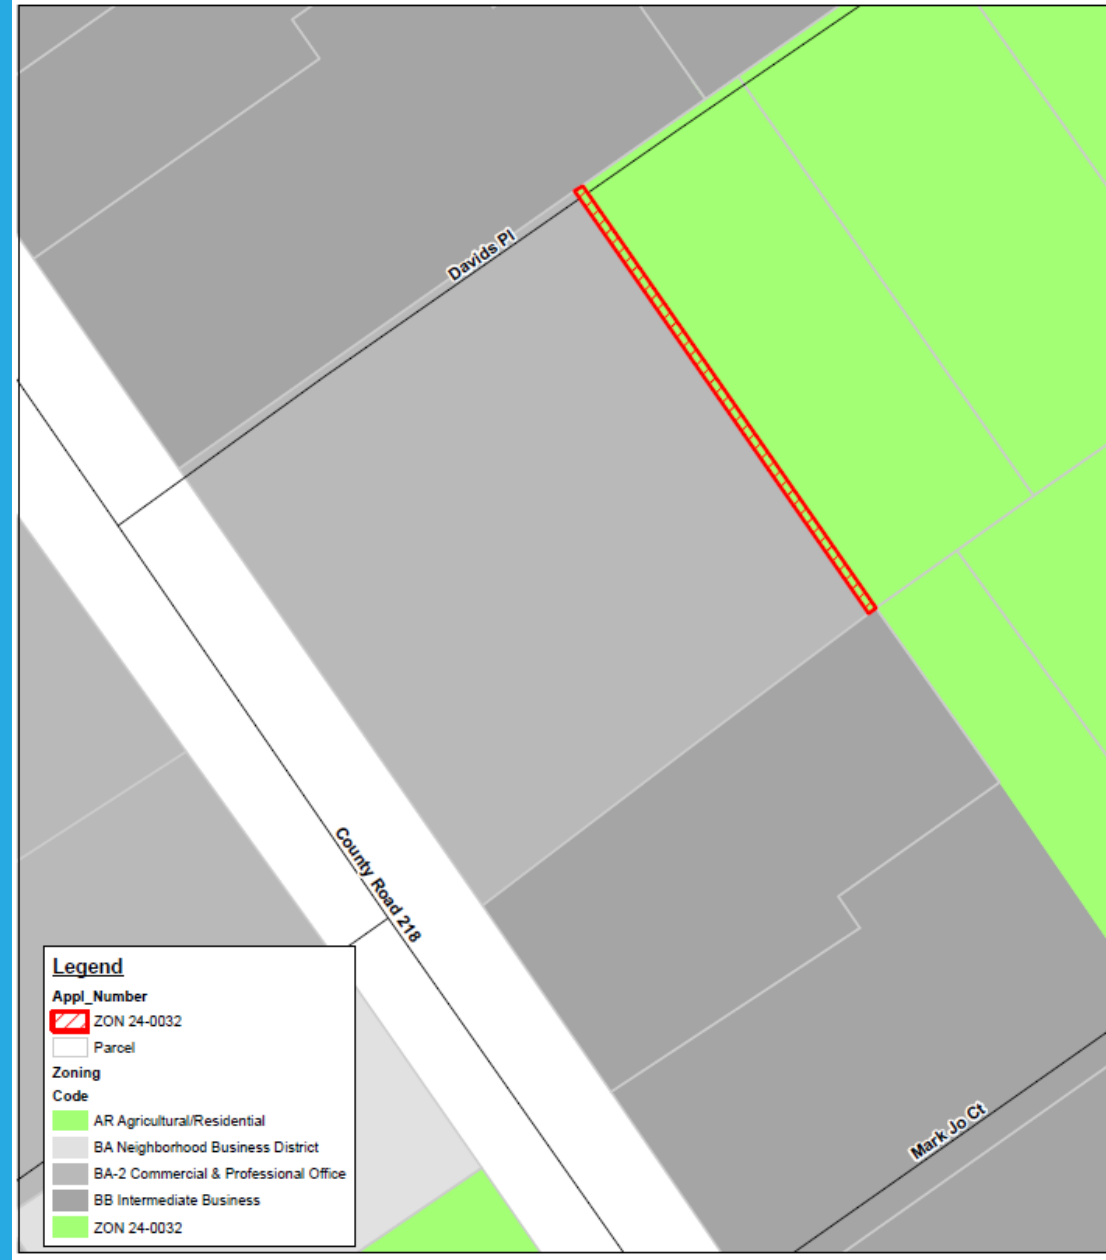 Davids Pl
County Road 218
Mark Jo Ct
Legend
Appl_Number
ZON 24-0032
Parcel
Zoning
Code
AR Agricultural/Residential
BA Neighborhood Business District
BA-2 Commercial & Professional Office
BB Intermediate Business
ZON 24-0032